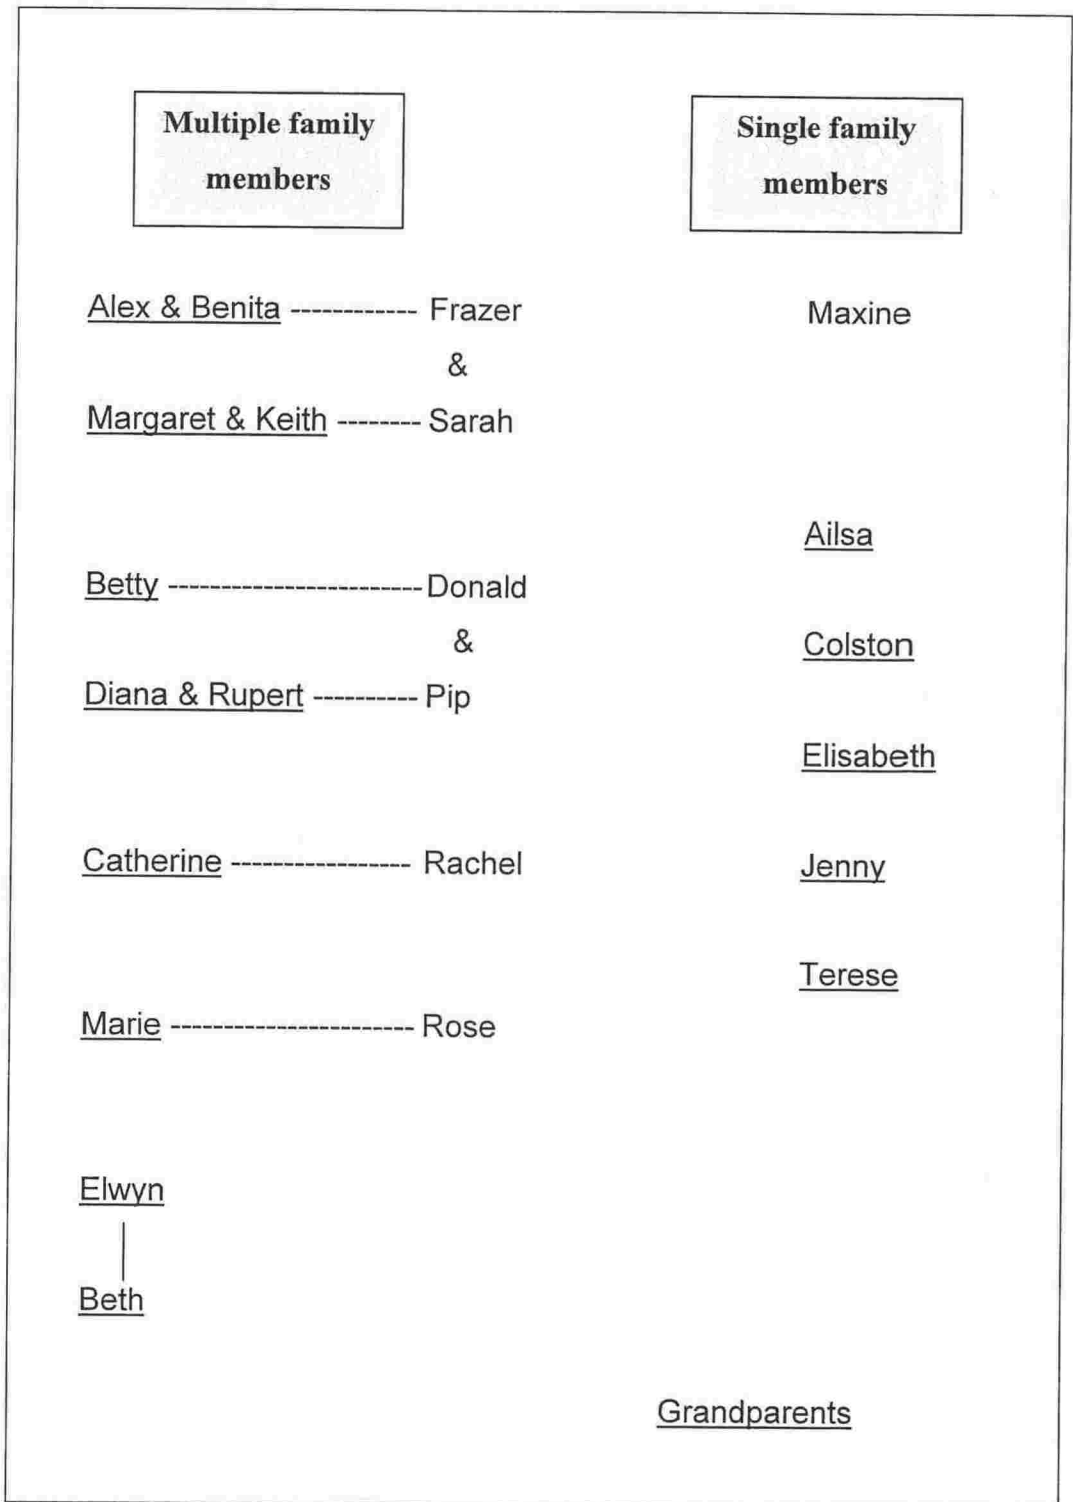 Multiple family
members
Single family
members
Alex & Benita ------------ Frazer
&
Margaret & Keith -------- Sarah
Betty ------------------------ Donald
&
Diana & Rupert ---------- Pip
Catherine ----------------- Rachel
Marie ----------------------- Rose
Elwyn
Beth
Maxine
Ailsa
Colston
Elisabeth
Jenny
Terese
Grandparents